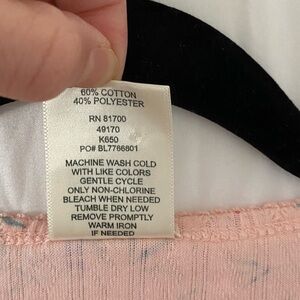 60% COTTON
40% POLYESTER
RN 81700
49170
K650
PO# BL7766801
MACHINE WASH COLD
WITH LIKE COLORS
GENTLE CYCLE
ONLY NON-CHLORINE
BLEACH WHEN NEEDED
TUMBLE DRY LOW
REMOVE PROMPTLY
WARM IRON
IF NEEDED